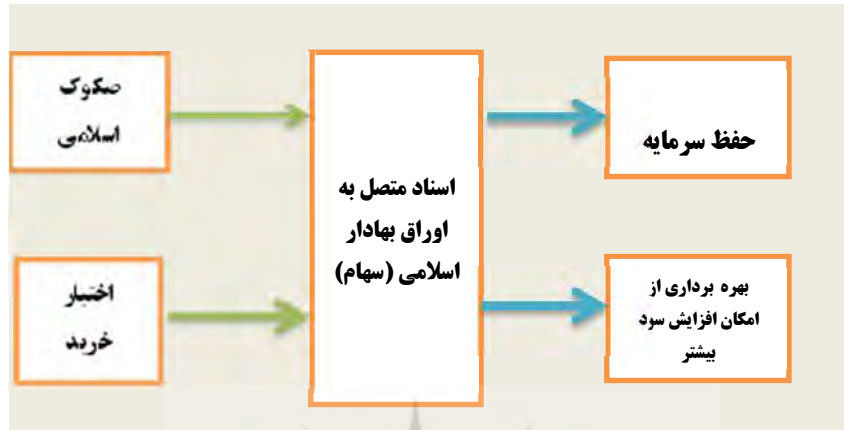 صکوک
اسلامی
اختیار
خرید
اسناد متصل به
اوراق بهادار
اسلامی (سهام)
حفظ سرمایه
بهره برداری از
امکان افزایش سود
بیشتر